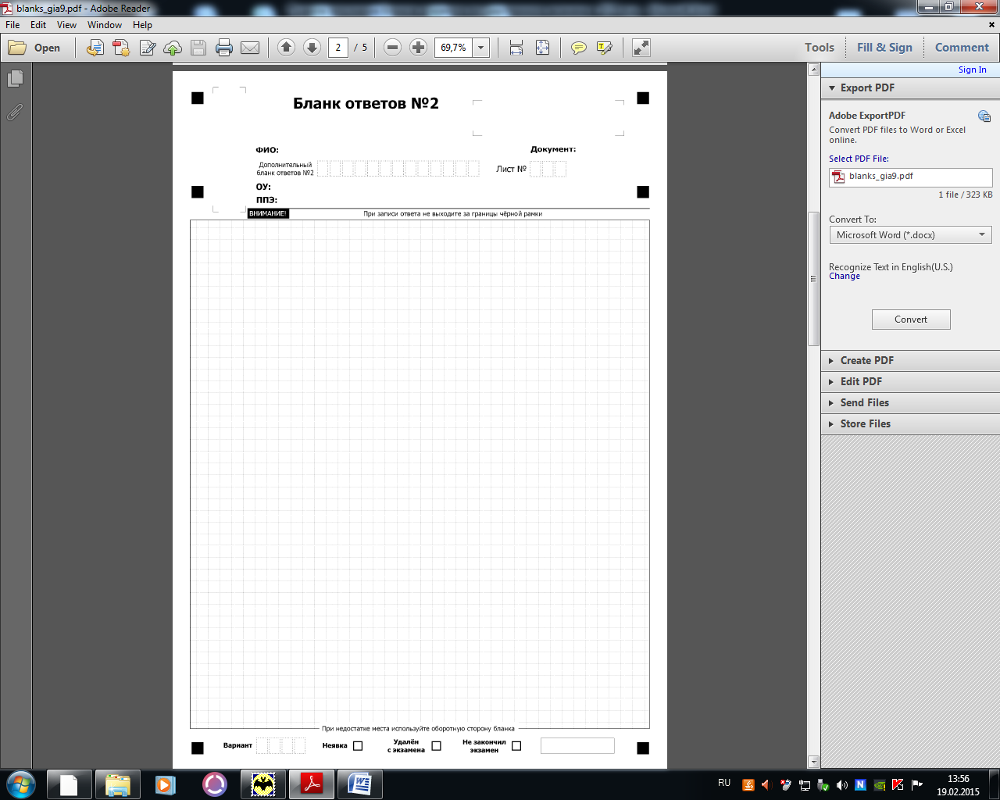 blanks_gia9.pdf - Adobe Reader
File Edit View Window Help
Open
2 / 5
69,7%
Tools Fill & Sign Comment
Sign In
Export PDF
Adobe ExportPDF
Convert PDF files to Word or Excel
online.
Select PDF File:
blanks_gia9.pdf
1 file / 323 KB
Convert To:
Microsoft Word (*.docx)
Recognize Text in English(U.S.)
Change
Convert
Create PDF
Edit PDF
Send Files
Store Files
Бланк ответов №2
ФИО:
Документ:
Дополнительный
бланк ответов №2
Лист №
ОУ:
ППЭ:
ВНИМАНИЕ! При записи ответа не выходите за границы чёрной рамки
При недостатке места используйте оборотную сторону бланка
Вариант
Неявка
Удалён
с экзамена
Не закончил
экзамен
RU
13:56
19.02.2015